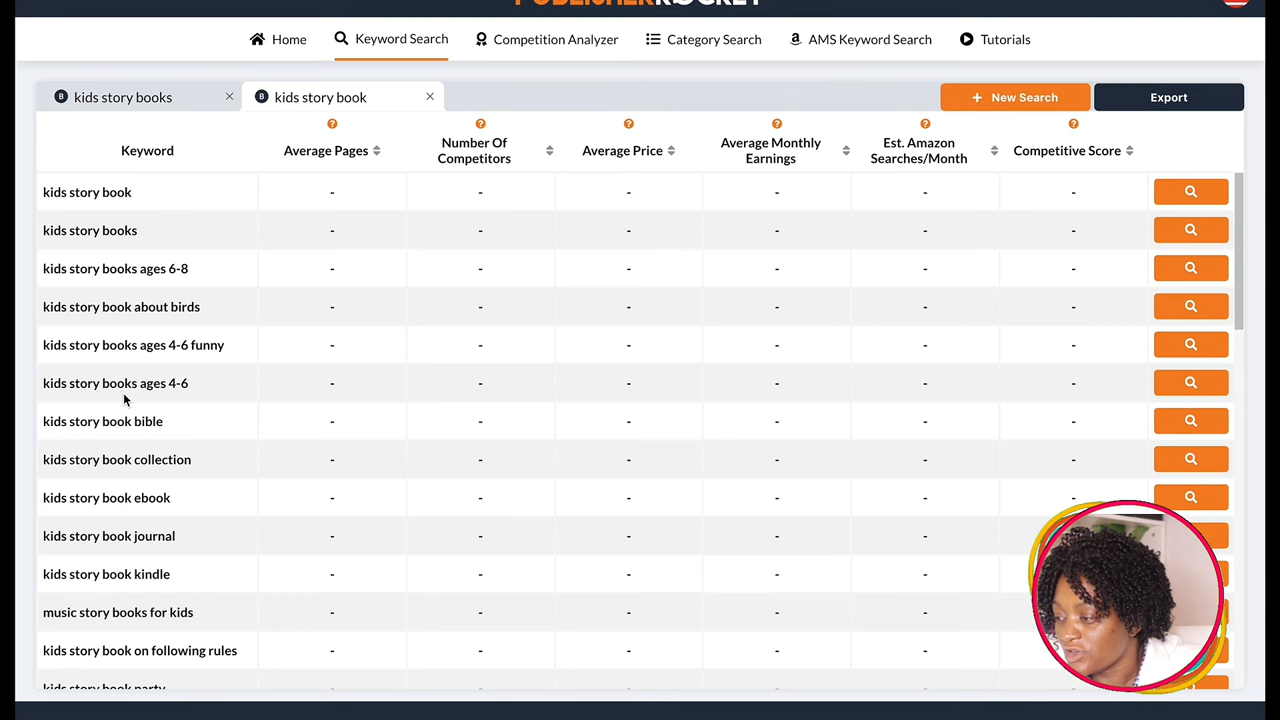 PUBLISHERROCKET
Home
Keyword Search
Competition Analyzer
Category Search
AMS Keyword Search
Tutorials
B kids story books ×
B kids story book ×
+ New Search
Export
? ? ? ? ? ?
Keyword
Average Pages
Number Of Competitors
Average Price
Average Monthly Earnings
Est. Amazon Searches/Month
Competitive Score
kids story book - - - - - -
kids story books - - - - - -
kids story books ages 6-8 - - - - - -
kids story book about birds - - - - - -
kids story books ages 4-6 funny - - - - - -
kids story books ages 4-6 - - - - - -
kids story book bible - - - - - -
kids story book collection - - - - - -
kids story book ebook - - - - - -
kids story book journal - - - - -
kids story book kindle - - - - -
music story books for kids - - - - -
kids story book on following rules - - - - -
kids story book party